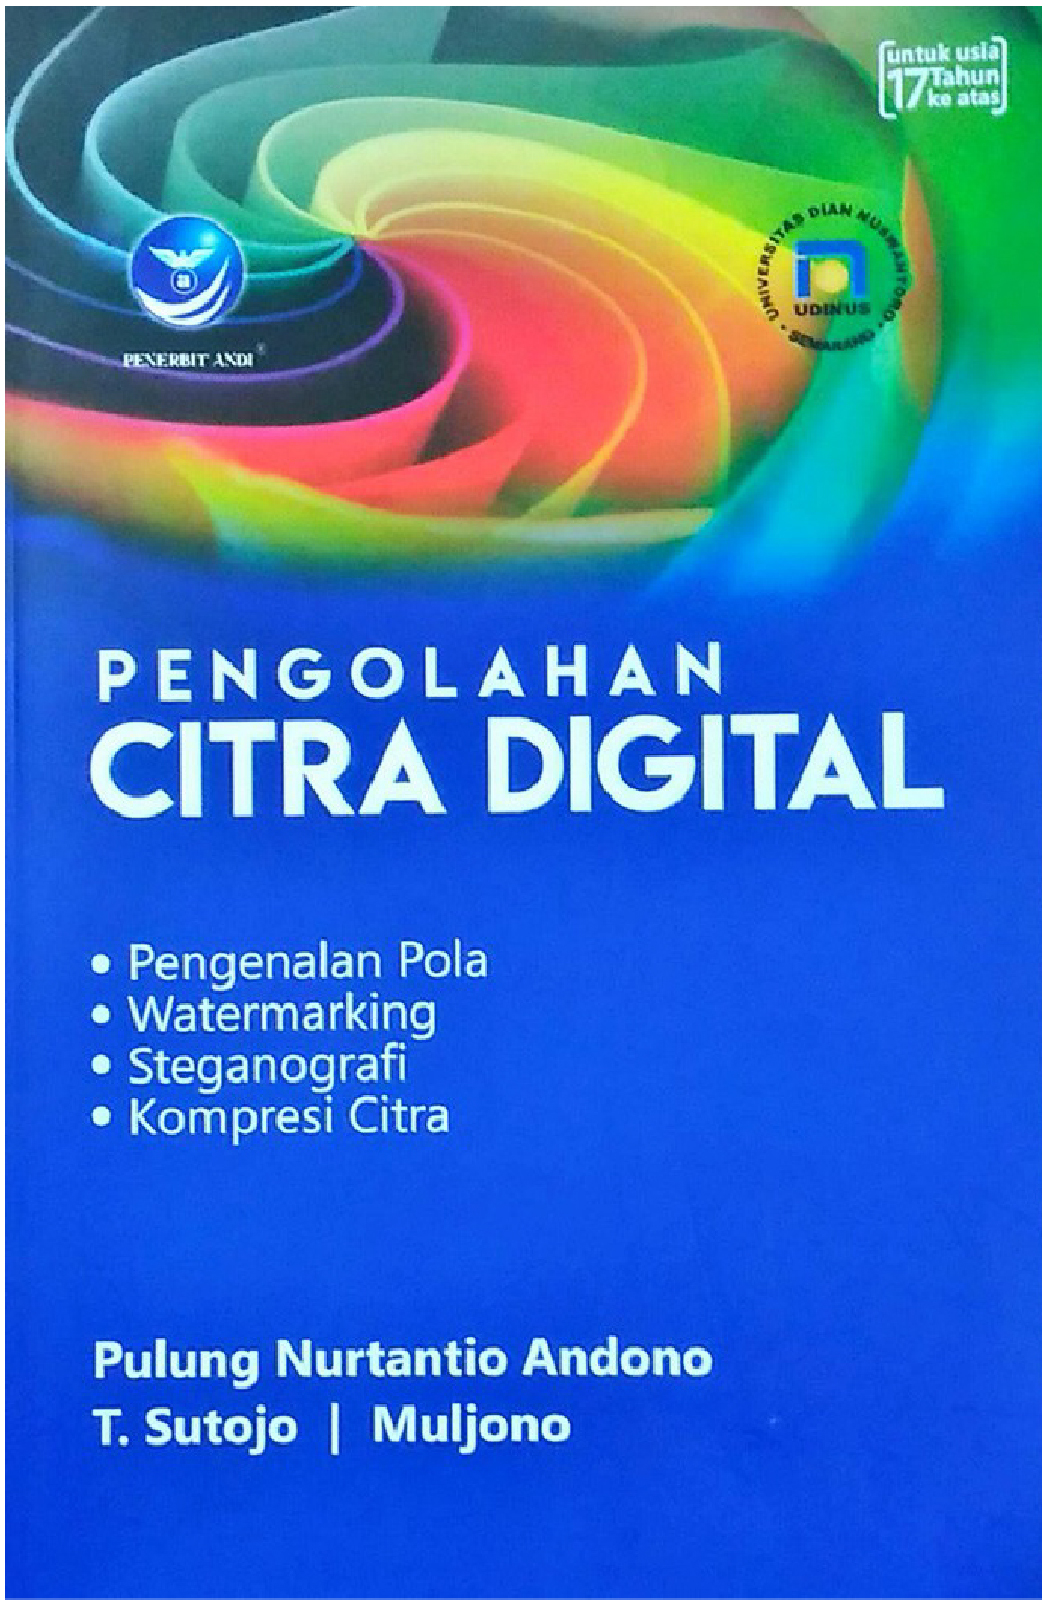 untuk usia
17 Tahun
ke atas
UNIVERSITAS DIAN NUSWANTORO
UDINUS
SEMARANG
a
PENERBIT ANDI
PENGOLAHAN
CITRA DIGITAL
• Pengenalan Pola
• Watermarking
• Steganografi
• Kompresi Citra
Pulung Nurtantio Andono
T. Sutojo | Muljono